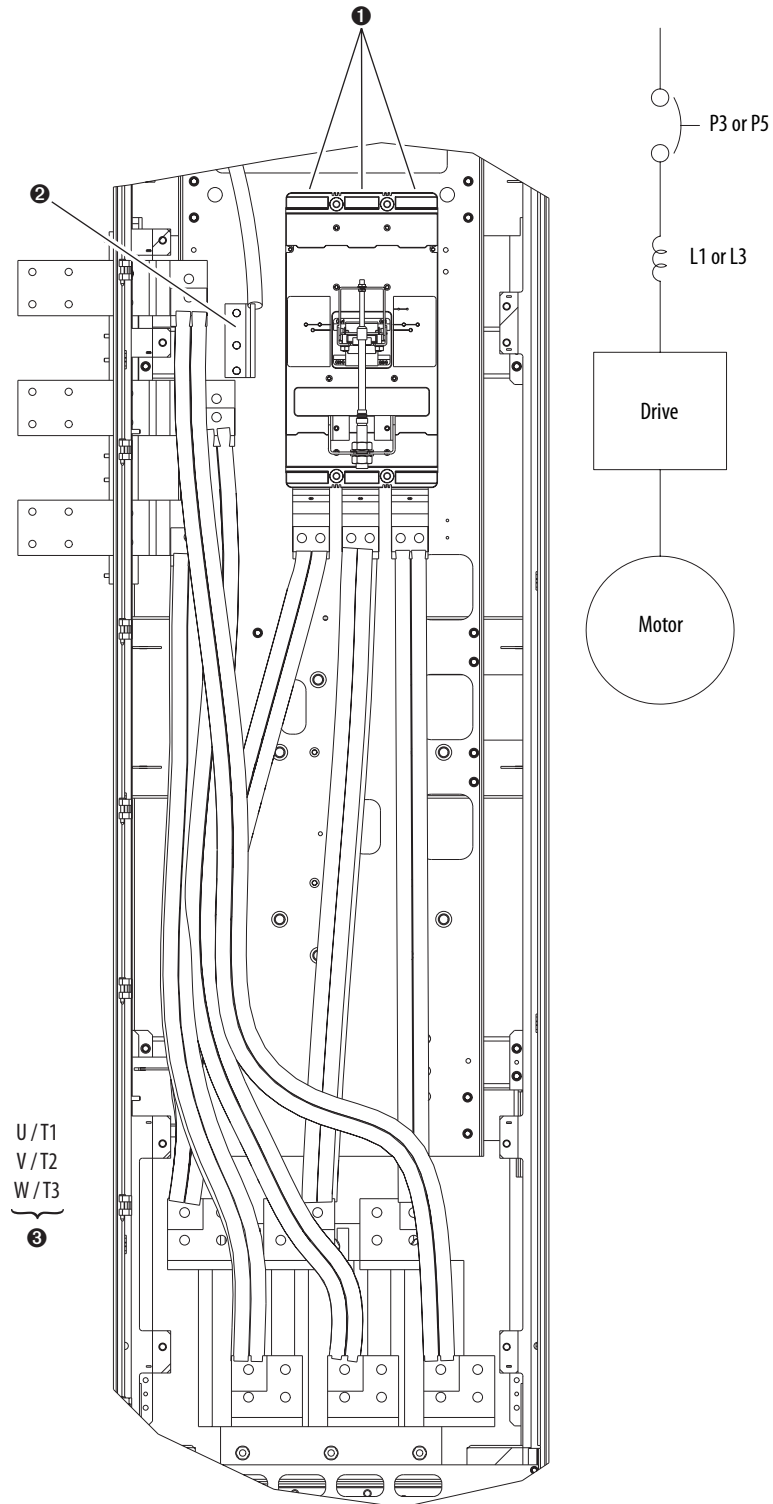 ❶
P3 or P5
❷
L1 or L3
Drive
Motor
U / T1
V / T2
W / T3
❸